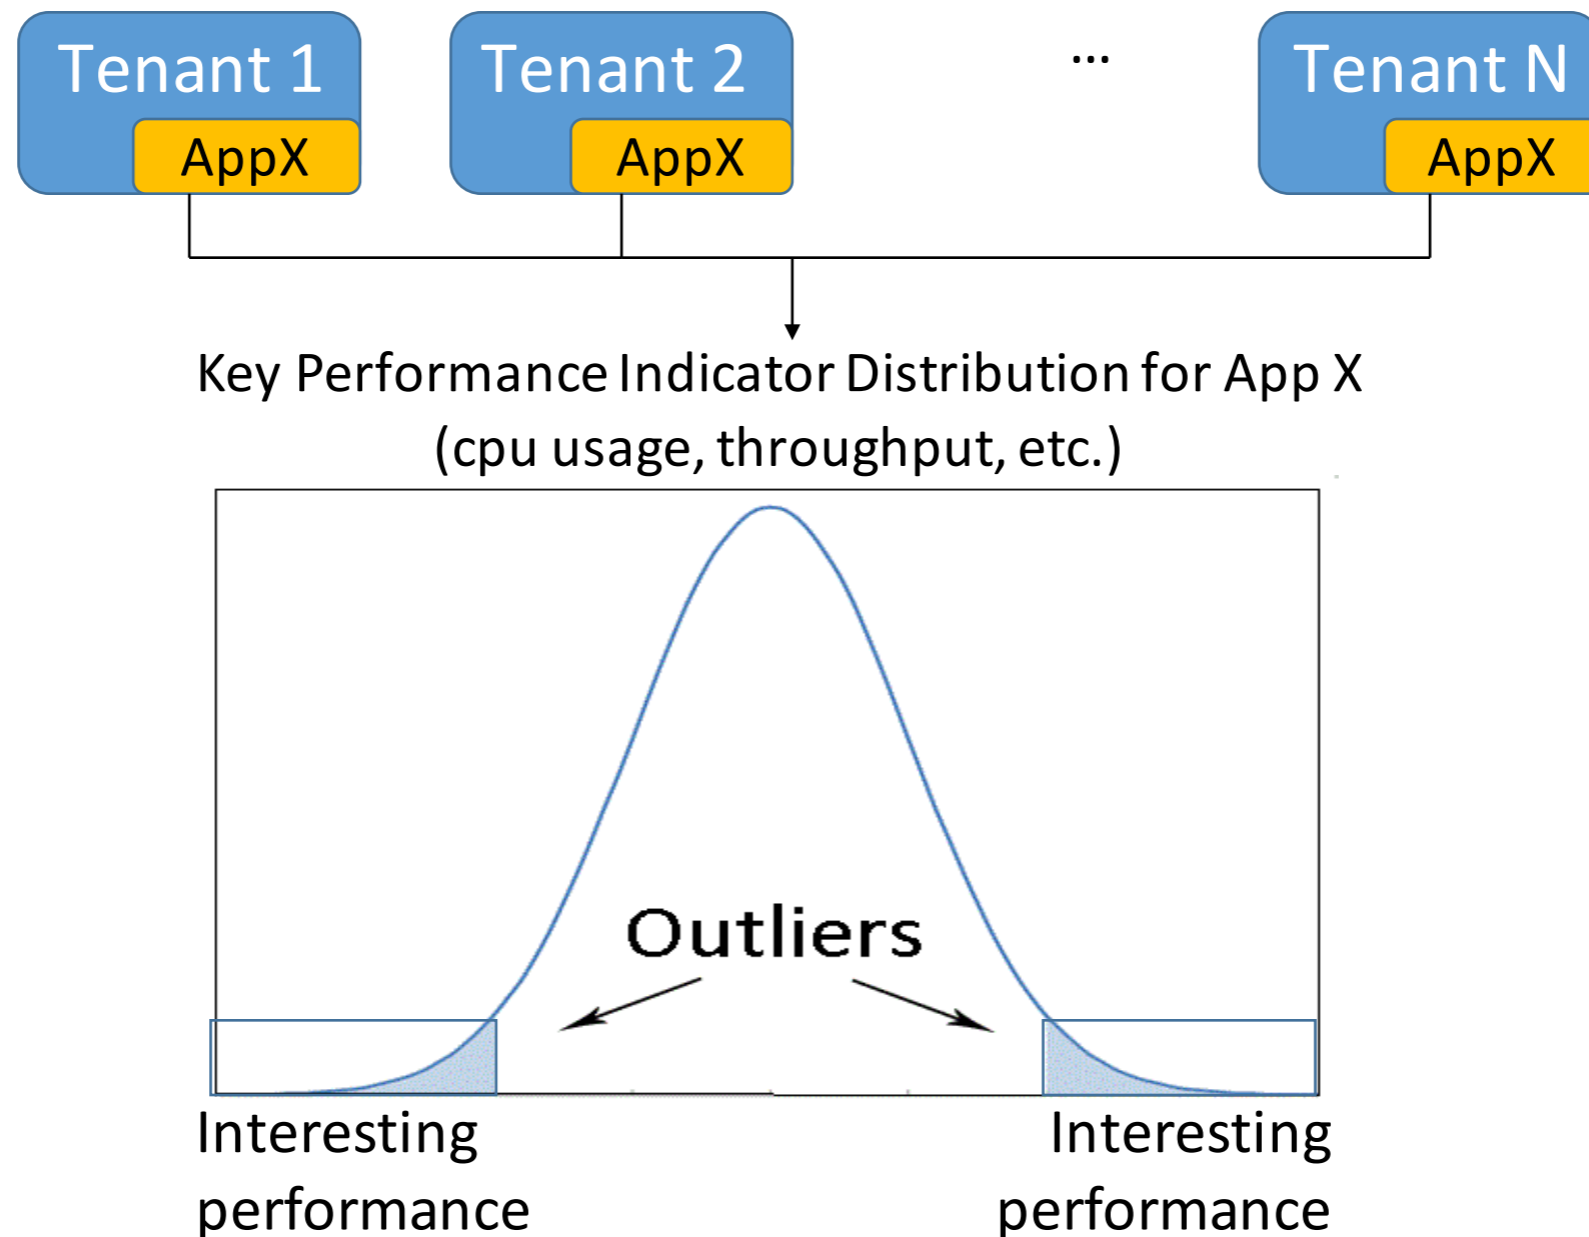 Tenant 1
AppX
Tenant 2
AppX
...
Tenant N
AppX
Key Performance Indicator Distribution for App X
(cpu usage, throughput, etc.)
Outliers
Interesting
performance
Interesting
performance